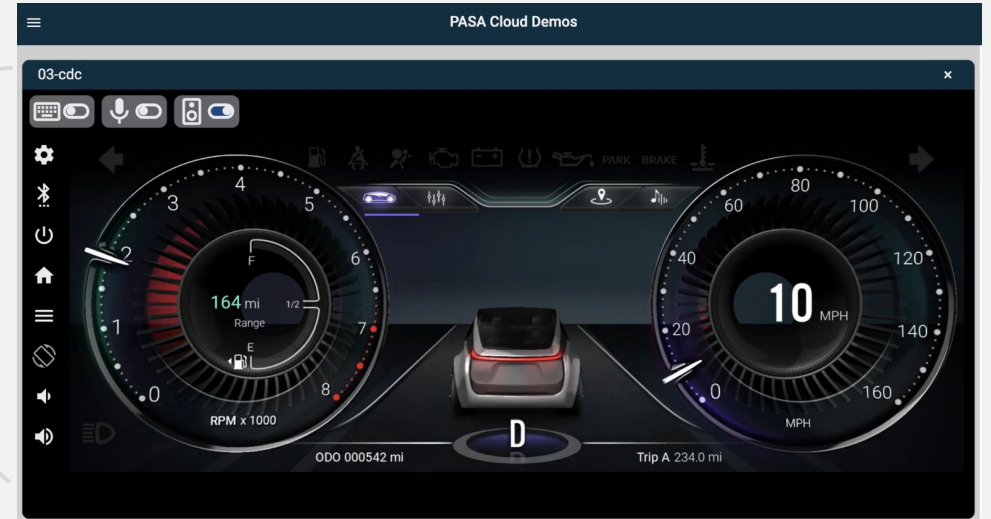 PASA Cloud Demos
03-cdc
×
PARK BRAKE
4
3
5
2
6
1
7
0
8
F
164 mi
1/2
Range
E
RPM x 1000
80
60
100
40
120
20
140
0
160
10 MPH
MPH
D
ODO 000542 mi
Trip A 234.0 mi